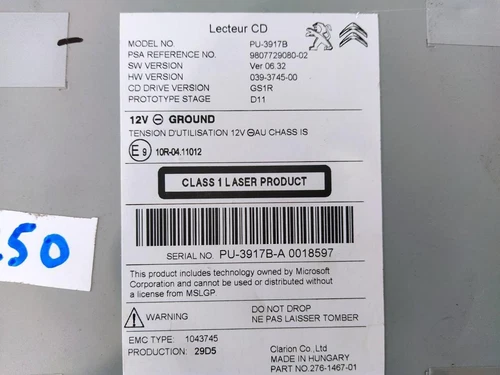 Lecteur CD
MODEL NO. PU-3917B
PSA REFERENCE NO. 9807729080-02
SW VERSION Ver 06.32
HW VERSION 039-3745-00
CD DRIVE VERSION GS1R
PROTOTYPE STAGE D11
12V ⊖ GROUND
TENSION D'UTILISATION 12V ⊖AU CHASS IS
E 9 10R-04.11012
CLASS 1 LASER PRODUCT
SERIAL NO. PU-3917B-A 0018597
This product includes technology owned by Microsoft
Corporation and cannot be used or distributed without
a license from MSLGP.
WARNING
DO NOT DROP
NE PAS LAISSER TOMBER
EMC TYPE: 1043745
PRODUCTION: 29D5
Clarion Co.,Ltd
MADE IN HUNGARY
PART NO.276-1467-01
50